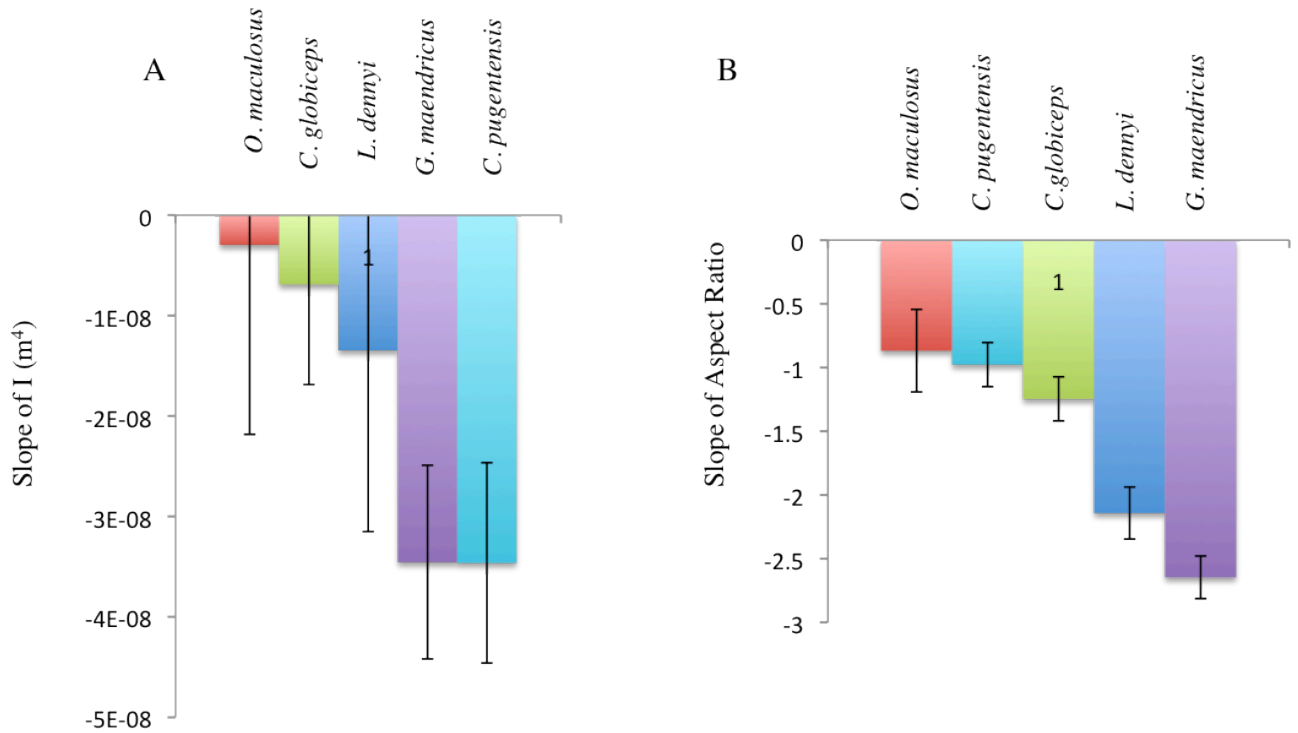 A
O. maculosus
C. globiceps
L. dennyi
G. maendricus
C. pugentensis
Slope of I (m⁴)
0
-1E-08
-2E-08
-3E-08
-4E-08
-5E-08
1
B
O. maculosus
C. pugentensis
C.globiceps
L. dennyi
G. maendricus
Slope of Aspect Ratio
0
-0.5
-1
-1.5
-2
-2.5
-3
1